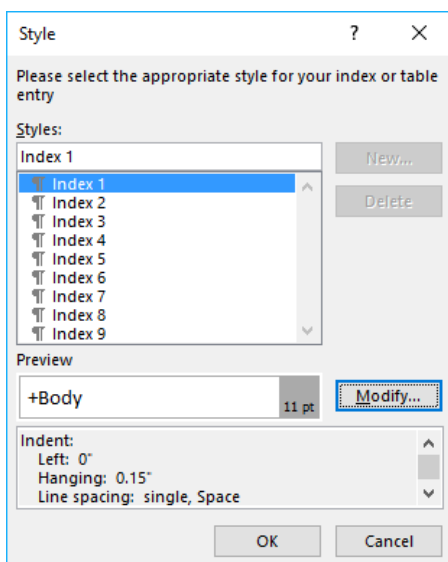 Style ? ×
Please select the appropriate style for your index or table
entry
Styles:
Index 1
New...
¶ Index 1
Delete
¶ Index 2
¶ Index 3
¶ Index 4
¶ Index 5
¶ Index 6
¶ Index 7
¶ Index 8
¶ Index 9
Preview
+Body
11 pt
Modify...
Indent:
Left: 0"
Hanging: 0.15"
Line spacing: single, Space
OK
Cancel